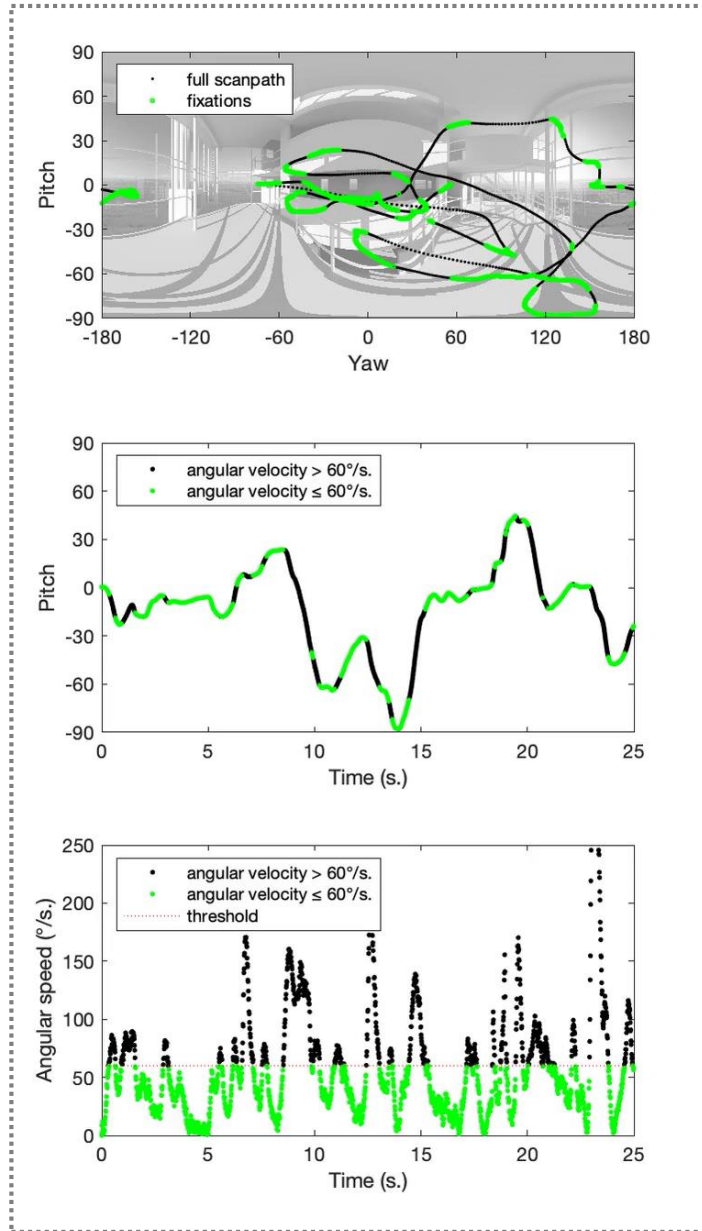 90
full scanpath
fixations
60
30
Pitch
0
-30
-60
-90
-180 -120 -60 0 60 120 180
Yaw
90
angular velocity > 60°/s.
angular velocity ≤ 60°/s.
60
30
Pitch
0
-30
-60
-90
0 5 10 15 20 25
Time (s.)
250
angular velocity > 60°/s.
angular velocity ≤ 60°/s.
threshold
200
150
Angular speed (°/s.)
100
50
0
0 5 10 15 20 25
Time (s.)